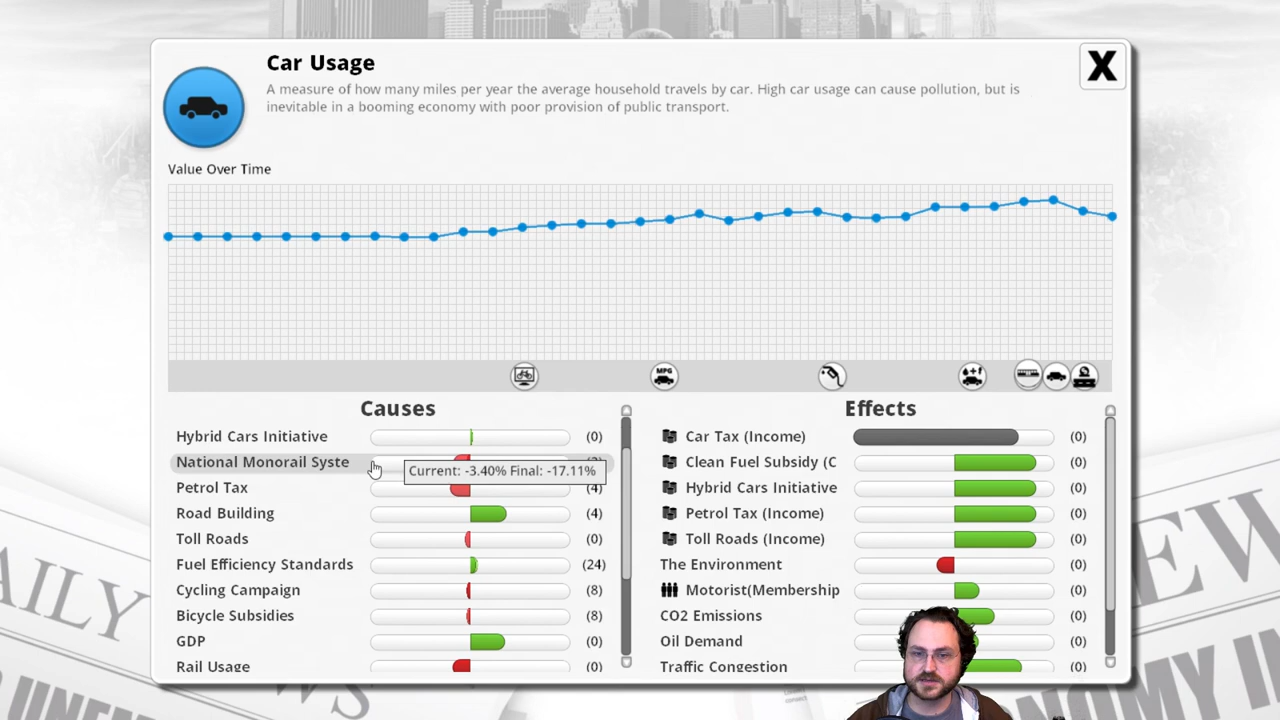 Car Usage
A measure of how many miles per year the average household travels by car. High car usage can cause pollution, but is
inevitable in a booming economy with poor provision of public transport.
X
Value Over Time
MPG
Causes
Effects
Hybrid Cars Initiative (0)
National Monorail Syste
Current: -3.40% Final: -17.11%
Petrol Tax (4)
Road Building (4)
Toll Roads (0)
Fuel Efficiency Standards (24)
Cycling Campaign (8)
Bicycle Subsidies (8)
GDP (0)
Rail Usage (0)
Car Tax (Income) (0)
Clean Fuel Subsidy (C (0)
Hybrid Cars Initiative (0)
Petrol Tax (Income) (0)
Toll Roads (Income) (0)
The Environment (0)
Motorist(Membership (0)
CO2 Emissions (0)
Oil Demand (0)
Traffic Congestion (0)